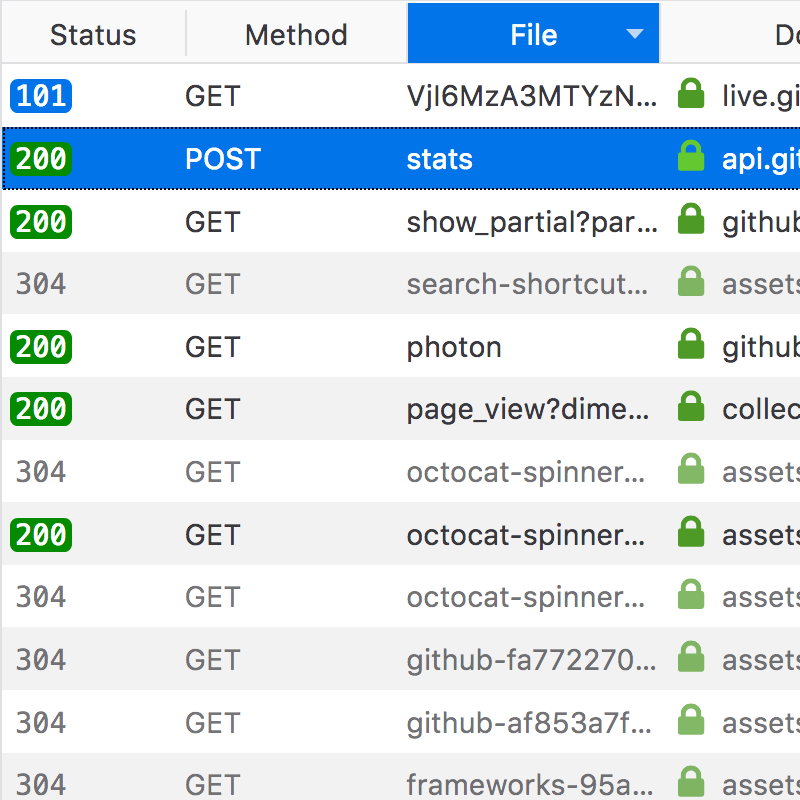 Status Method File Do
101 GET VjI6MzA3MTYzN... live.gi
200 POST stats api.git
200 GET show_partial?par... github
304 GET search-shortcut... assets
200 GET photon github
200 GET page_view?dime... collec
304 GET octocat-spinner... assets
200 GET octocat-spinner... assets
304 GET octocat-spinner... assets
304 GET github-fa772270... assets
304 GET github-af853a7f... assets
304 GET frameworks-95a... assets